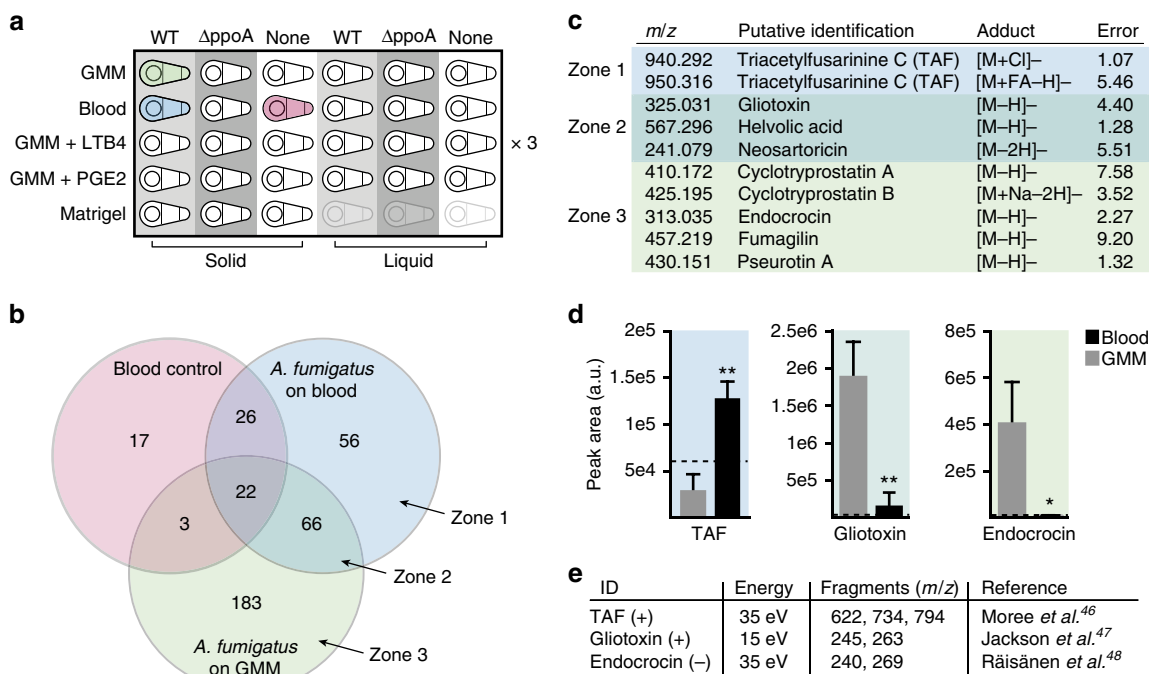 a
WT ΔppoA None WT ΔppoA None
GMM
Blood
GMM + LTB4
GMM + PGE2
Matrigel
× 3
Solid Liquid
b
Blood control
A. fumigatus
on blood
26
17
56
22
3
66
Zone 1
Zone 2
183
A. fumigatus
on GMM
Zone 3
c
m/z Putative identification Adduct Error
Zone 1
940.292 Triacetylfusarinine C (TAF) [M+Cl]– 1.07
950.316 Triacetylfusarinine C (TAF) [M+FA–H]– 5.46
Zone 2
325.031 Gliotoxin [M–H]– 4.40
567.296 Helvolic acid [M–H]– 1.28
241.079 Neosartoricin [M–2H]– 5.51
Zone 3
410.172 Cyclotryprostatin A [M–H]– 7.58
425.195 Cyclotryprostatin B [M+Na–2H]– 3.52
313.035 Endocrocin [M–H]– 2.27
457.219 Fumagilin [M–H]– 9.20
430.151 Pseurotin A [M–H]– 1.32
d
Peak area (a.u.)
2e5
1.5e5
1e5
5e4
**
TAF
2.5e6
2e6
1.5e6
1e6
5e5
**
Gliotoxin
8e5
6e5
4e5
2e5
*
Endocrocin
Blood
GMM
e
ID Energy Fragments (m/z) Reference
TAF (+) 35 eV 622, 734, 794 Moree et al.46
Gliotoxin (+) 15 eV 245, 263 Jackson et al.47
Endocrocin (–) 35 eV 240, 269 Räisänen et al.48